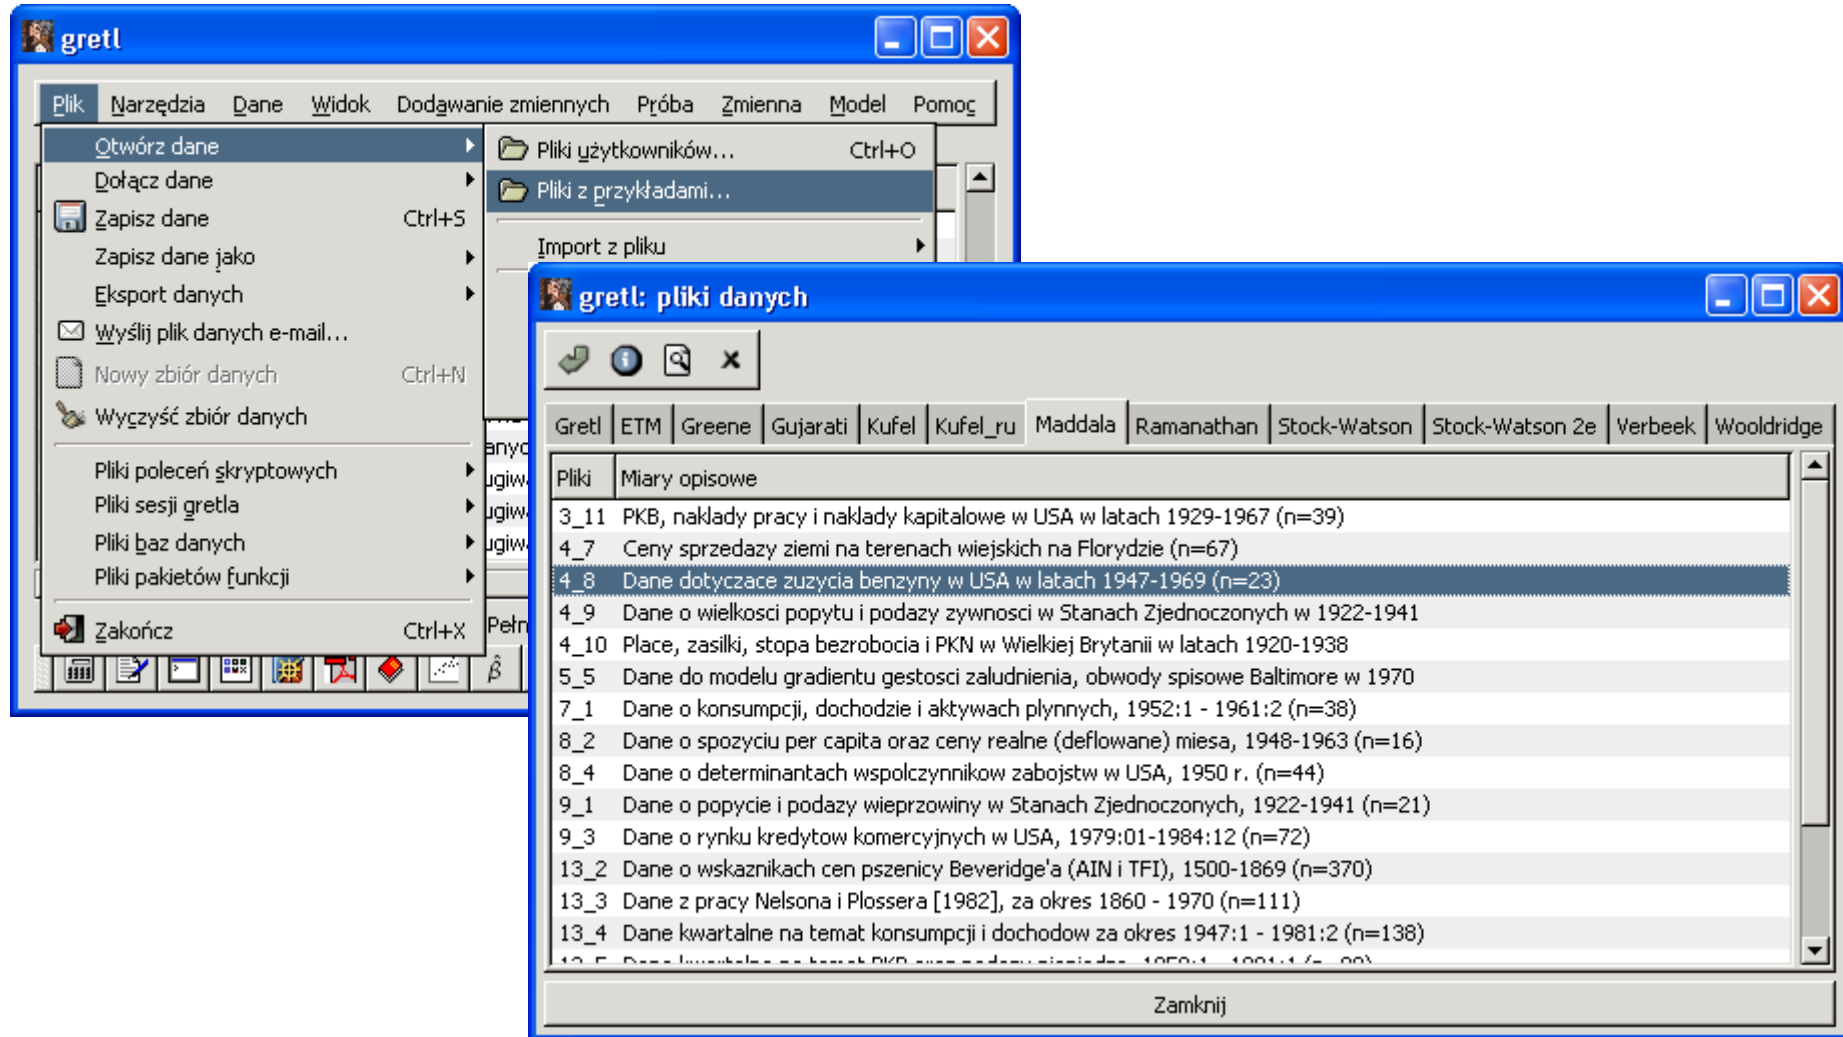 gretl
Plik Narzędzia Dane Widok Dodawanie zmiennych Próba Zmienna Model Pomoc
Otwórz dane
Dołącz dane
Zapisz dane Ctrl+S
Zapisz dane jako
Eksport danych
Wyślij plik danych e-mail...
Nowy zbiór danych Ctrl+N
Wyczyść zbiór danych
Pliki poleceń skryptowych
Pliki sesji gretla
Pliki baz danych
Pliki pakietów funkcji
Zakończ Ctrl+X
Pliki użytkowników... Ctrl+O
Pliki z przykładami...
Import z pliku
β̂
gretl: pliki danych
Gretl ETM Greene Gujarati Kufel Kufel_ru Maddala Ramanathan Stock-Watson Stock-Watson 2e Verbeek Wooldridge
Pliki Miary opisowe
3_11 PKB, naklady pracy i naklady kapitalowe w USA w latach 1929-1967 (n=39)
4_7 Ceny sprzedazy ziemi na terenach wiejskich na Florydzie (n=67)
4_8 Dane dotyczace zuzycia benzyny w USA w latach 1947-1969 (n=23)
4_9 Dane o wielkosci popytu i podazy zywnosci w Stanach Zjednoczonych w 1922-1941
4_10 Place, zasilki, stopa bezrobocia i PKN w Wielkiej Brytanii w latach 1920-1938
5_5 Dane do modelu gradientu gestosci zaludnienia, obwody spisowe Baltimore w 1970
7_1 Dane o konsumpcji, dochodzie i aktywach plynnych, 1952:1 - 1961:2 (n=38)
8_2 Dane o spozyciu per capita oraz ceny realne (deflowane) miesa, 1948-1963 (n=16)
8_4 Dane o determinantach wspolczynnikow zabojstw w USA, 1950 r. (n=44)
9_1 Dane o popycie i podazy wieprzowiny w Stanach Zjednoczonych, 1922-1941 (n=21)
9_3 Dane o rynku kredytow komercyjnych w USA, 1979:01-1984:12 (n=72)
13_2 Dane o wskaznikach cen pszenicy Beveridge'a (AIN i TFI), 1500-1869 (n=370)
13_3 Dane z pracy Nelsona i Plossera [1982], za okres 1860 - 1970 (n=111)
13_4 Dane kwartalne na temat konsumpcji i dochodow za okres 1947:1 - 1981:2 (n=138)
Zamknij